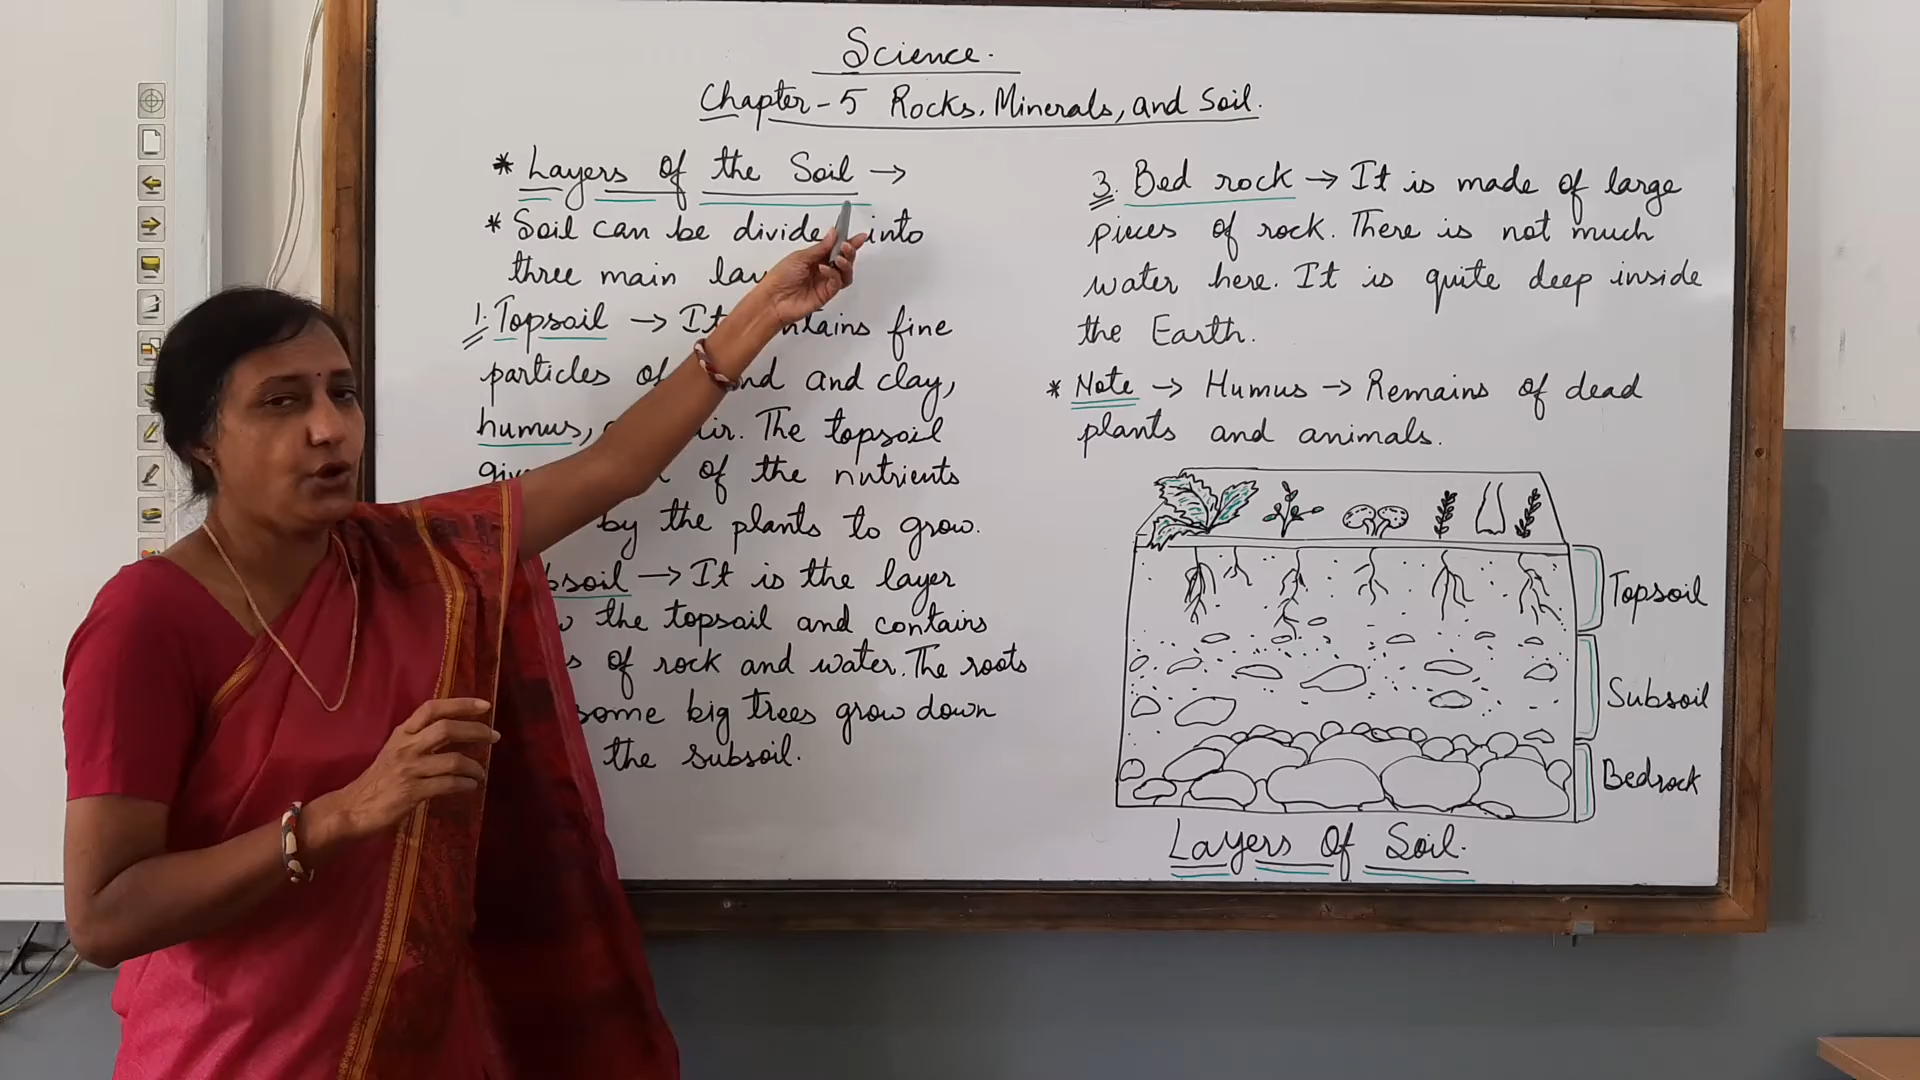 Science.
Chapter - 5 Rocks, Minerals, and Soil.
* Layers of the Soil →
* Soil can be divide into
three main
1. Topsoil → It fine
particles and clay,
humus, The topsoil
of the nutrients
by the plants to grow.
→ It is the layer
the topsoil and contains
of rock and water. The roots
some big trees grow down
the subsoil.
3. Bed rock → It is made of large
pieces of rock. There is not much
water here. It is quite deep inside
the Earth.
* Note → Humus → Remains of dead
plants and animals.
Topsoil
Subsoil
Bedrock
Layers Of Soil.